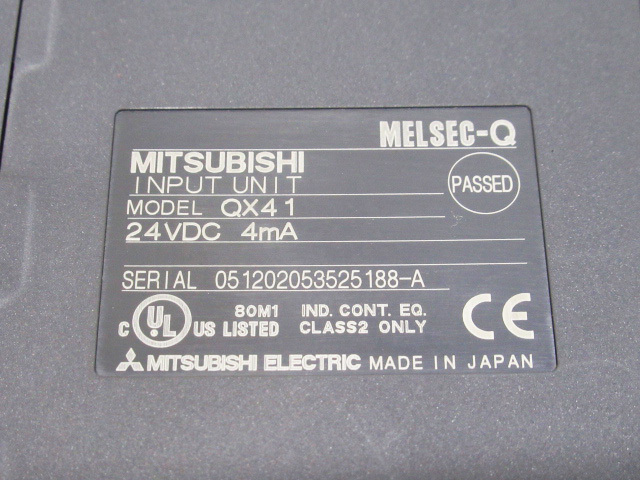 MELSEC-Q
MITSUBISHI
INPUT UNIT
PASSED
MODEL QX41
24VDC 4mA
SERIAL 051202053525188-A
C UL US LISTED
80M1 IND. CONT. EQ.
CLASS2 ONLY
CE
MITSUBISHI ELECTRIC MADE IN JAPAN